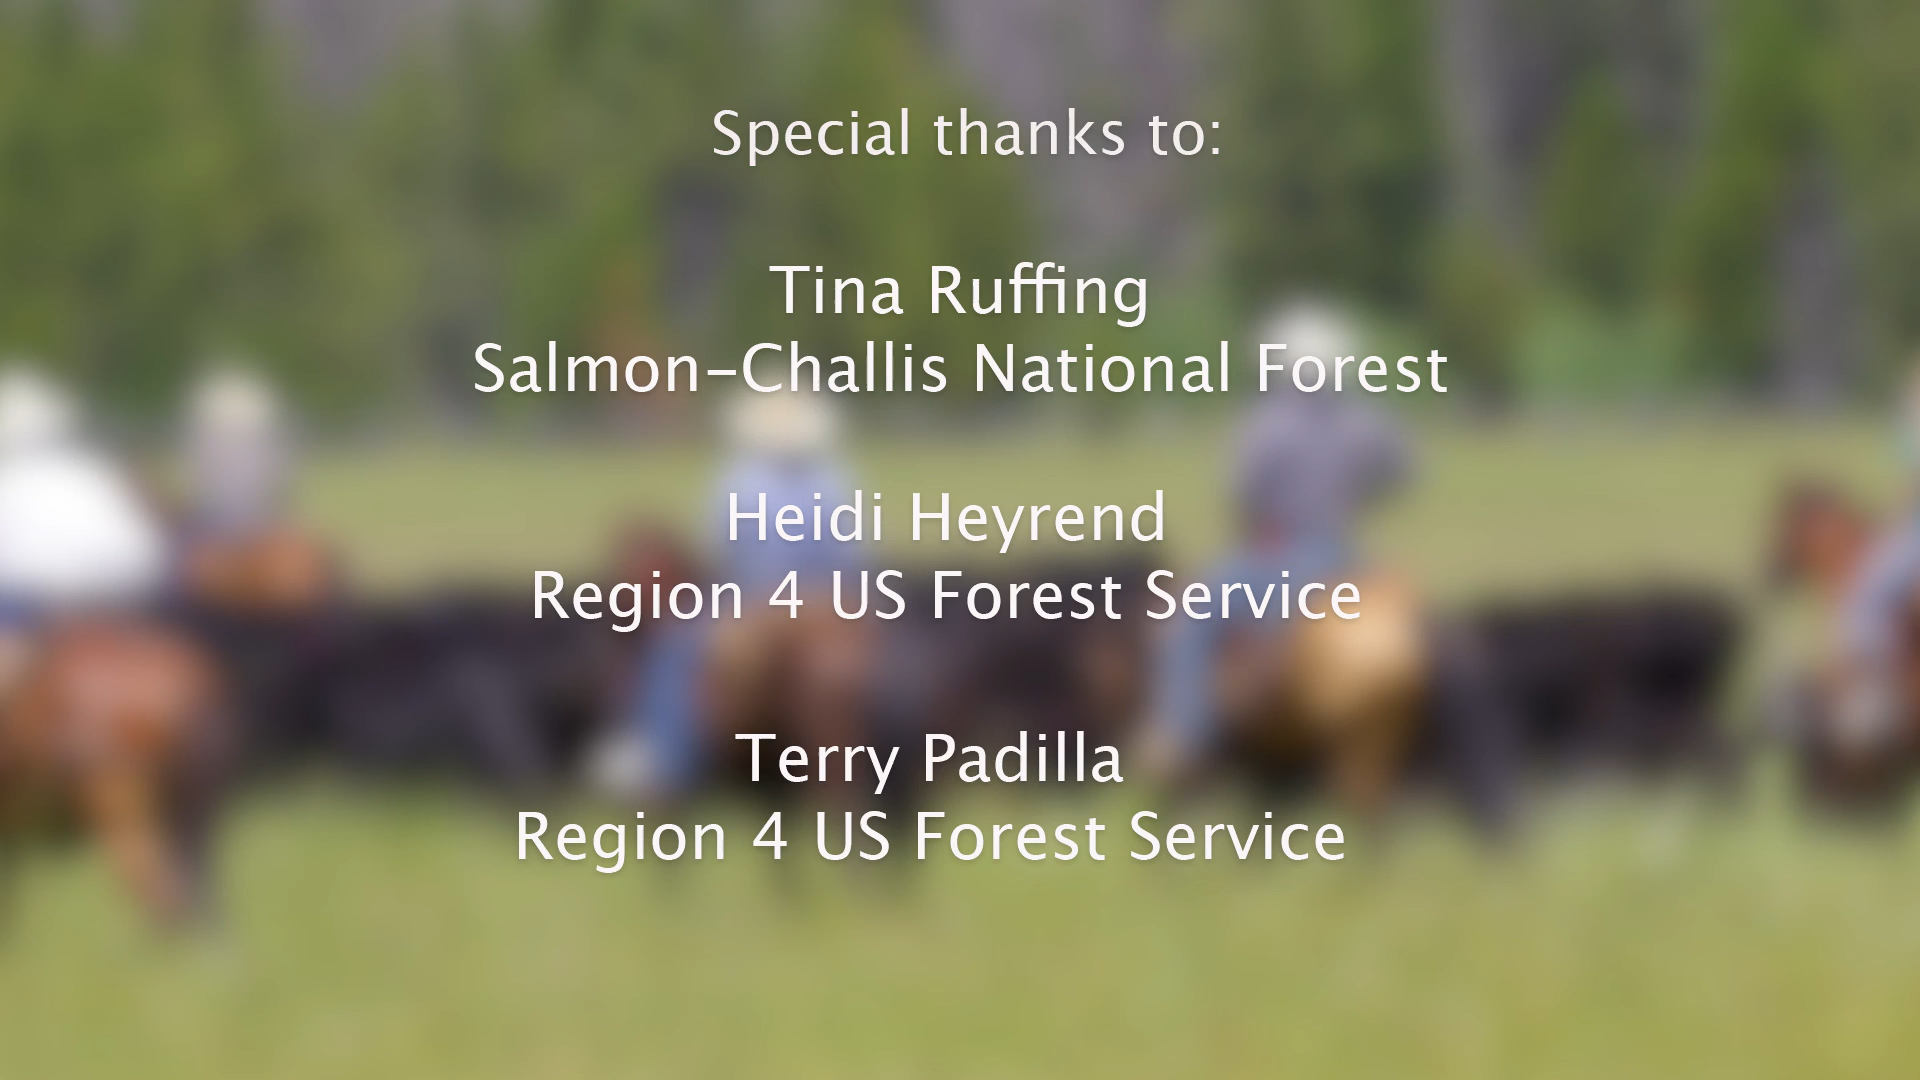 Special thanks to:
Tina Ruffing
Salmon-Challis National Forest
Heidi Heyrend
Region 4 US Forest Service
Terry Padilla
Region 4 US Forest Service